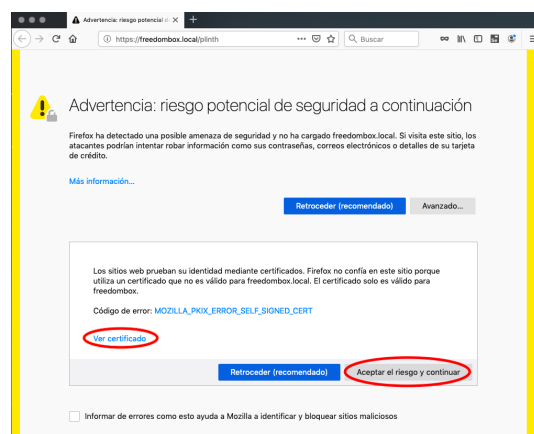 Advertencia: riesgo potencial d
https://freedombox.local/plinth
Buscar
Advertencia: riesgo potencial de seguridad a continuación
Firefox ha detectado una posible amenaza de seguridad y no ha cargado freedombox.local. Si visita este sitio, los
atacantes podrían intentar robar información como sus contraseñas, correos electrónicos o detalles de su tarjeta
de crédito.
Más información...
Retroceder (recomendado)
Avanzado...
Los sitios web prueban su identidad mediante certificados. Firefox no confía en este sitio porque
utiliza un certificado que no es válido para freedombox.local. El certificado solo es válido para
freedombox.
Código de error: MOZILLA_PKIX_ERROR_SELF_SIGNED_CERT
Ver certificado
Retroceder (recomendado)
Aceptar el riesgo y continuar
Informar de errores como esto ayuda a Mozilla a identificar y bloquear sitios maliciosos